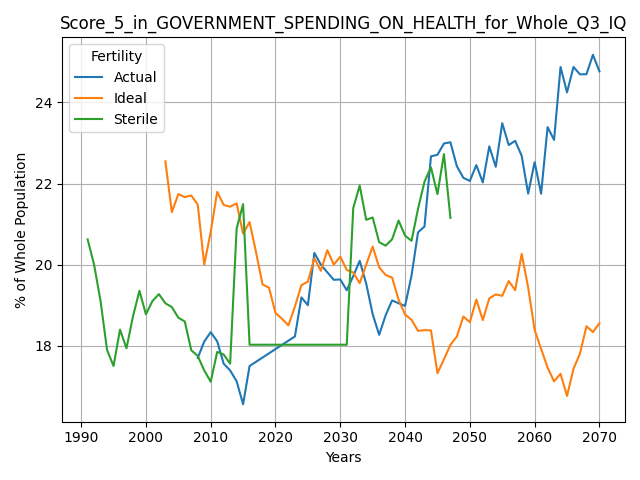 Score_5_in_GOVERNMENT_SPENDING_ON_HEALTH_for_Whole_Q3_IQ
Fertility
Actual
Ideal
Sterile
% of Whole Population
24
22
20
18
1990 2000 2010 2020 2030 2040 2050 2060 2070
Years